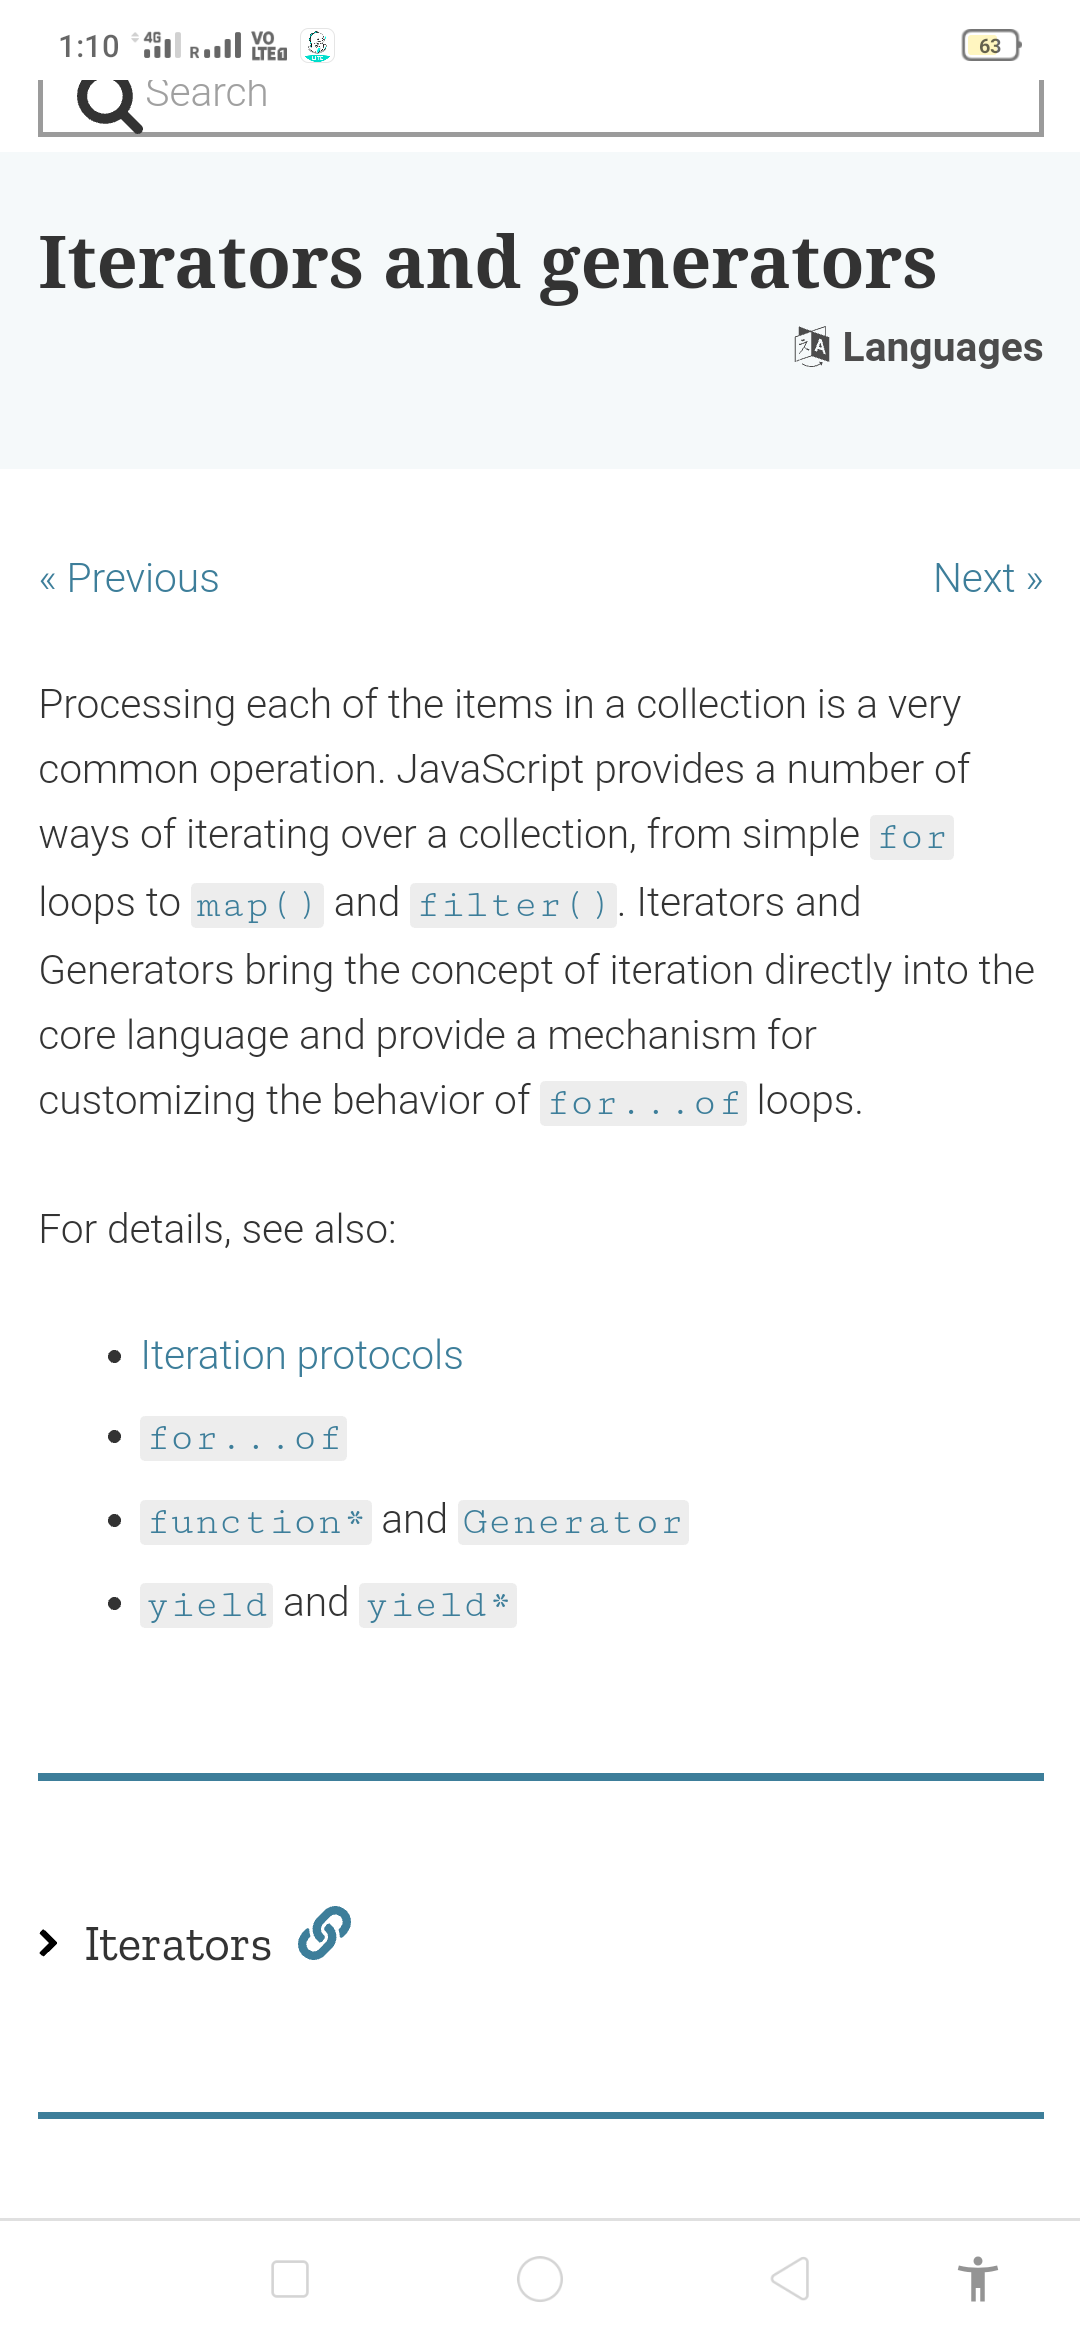 1:10 4G R VO LTE 63
Search
Iterators and generators
Languages
« Previous Next »
Processing each of the items in a collection is a very
common operation. JavaScript provides a number of
ways of iterating over a collection, from simple for
loops to map() and filter(). Iterators and
Generators bring the concept of iteration directly into the
core language and provide a mechanism for
customizing the behavior of for...of loops.
For details, see also:
• Iteration protocols
• for...of
• function* and Generator
• yield and yield*
Iterators